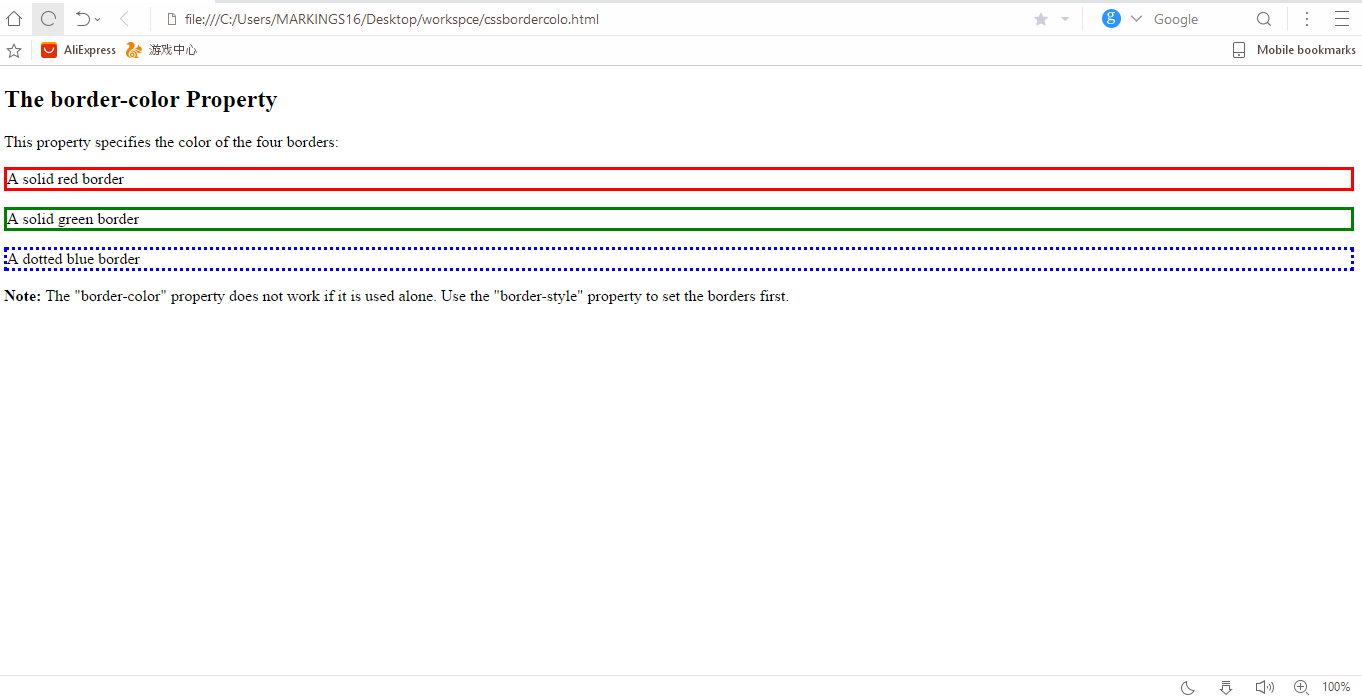 file:///C:/Users/MARKINGS16/Desktop/workspce/cssbordercolo.html
Google
AliExpress
游戏中心
Mobile bookmarks
The border-color Property
This property specifies the color of the four borders:
A solid red border
A solid green border
A dotted blue border
Note: The "border-color" property does not work if it is used alone. Use the "border-style" property to set the borders first.
100%